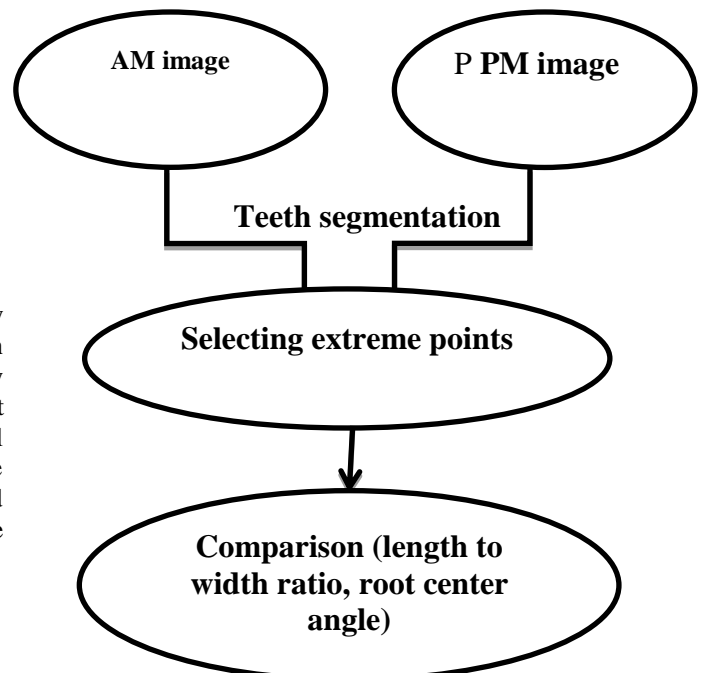 AM image
P PM image
Teeth segmentation
Selecting extreme points
Comparison (length to
width ratio, root center
angle)